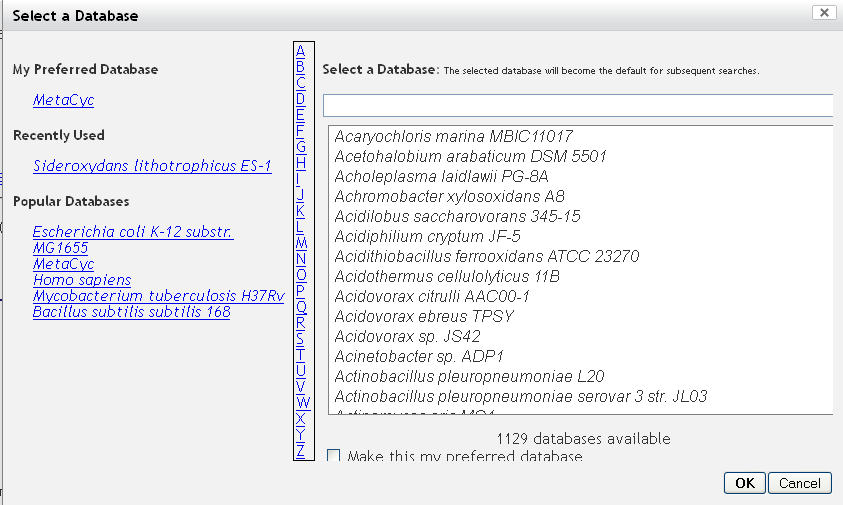 Select a Database
My Preferred Database
MetaCyc
Recently Used
Sideroxydans lithotrophicus ES-1
Popular Databases
Escherichia coli K-12 substr.
MG1655
MetaCyc
Homo sapiens
Mycobacterium tuberculosis H37Rv
Bacillus subtilis subtilis 168
A
B
C
D
E
F
G
H
I
J
K
L
M
N
O
P
Q
R
S
T
U
V
W
X
Y
Z
Select a Database: The selected database will become the default for subsequent searches.
Acaryochloris marina MBIC11017
Acetohalobium arabaticum DSM 5501
Acholeplasma laidlawii PG-8A
Achromobacter xylosoxidans A8
Acidilobus saccharovorans 345-15
Acidiphilium cryptum JF-5
Acidithiobacillus ferrooxidans ATCC 23270
Acidothermus cellulolyticus 11B
Acidovorax citrulli AAC00-1
Acidovorax ebreus TPSY
Acidovorax sp. JS42
Acinetobacter sp. ADP1
Actinobacillus pleuropneumoniae L20
Actinobacillus pleuropneumoniae serovar 3 str. JL03
1129 databases available
Make this my preferred database
OK
Cancel